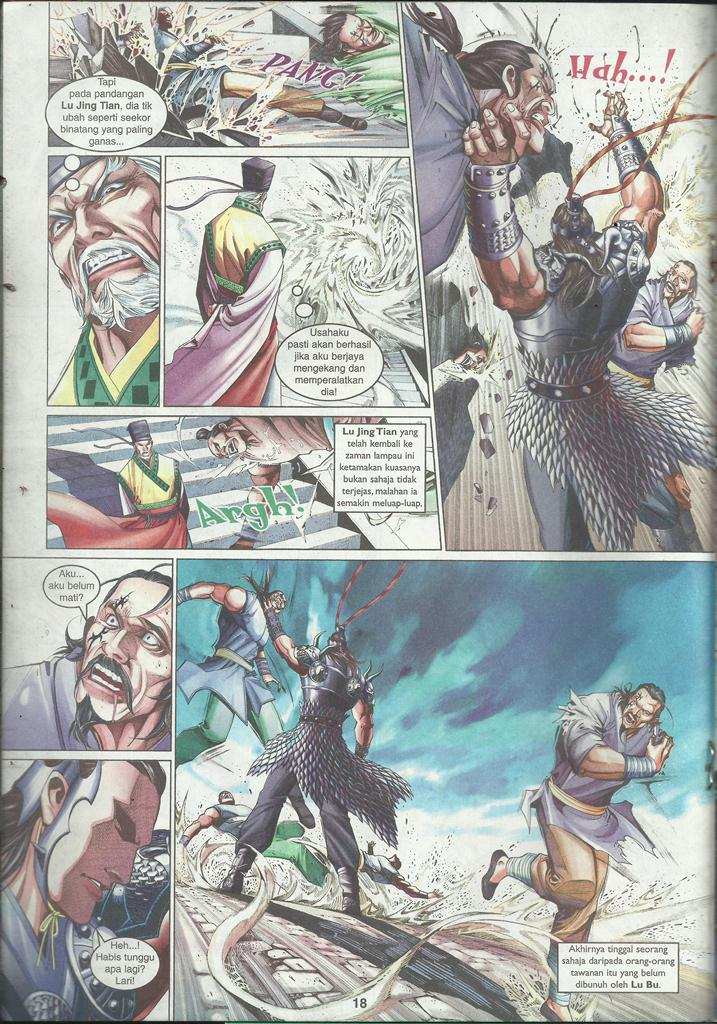 PANG!
Tapi
pada pandangan
Lu Jing Tian, dia tik
ubah seperti seekor
binatang yang paling
ganas...
Hah...!
Usahaku
pasti akan berhasil
jika aku berjaya
mengekang dan
memperalatkan
dia!
Lu Jing Tian yang
telah kembali ke
zaman lampau ini
ketamakan kuasanya
bukan sahaja tidak
terjejas, malahan ia
semakin meluap-luap.
Argh!
Aku...
aku belum
mati?
Heh...!
Habis tunggu
apa lagi?
Lari!
Akhirnya tinggal seorang
sahaja daripada orang-orang
tawanan itu yang belum
dibunuh oleh Lu Bu.
18